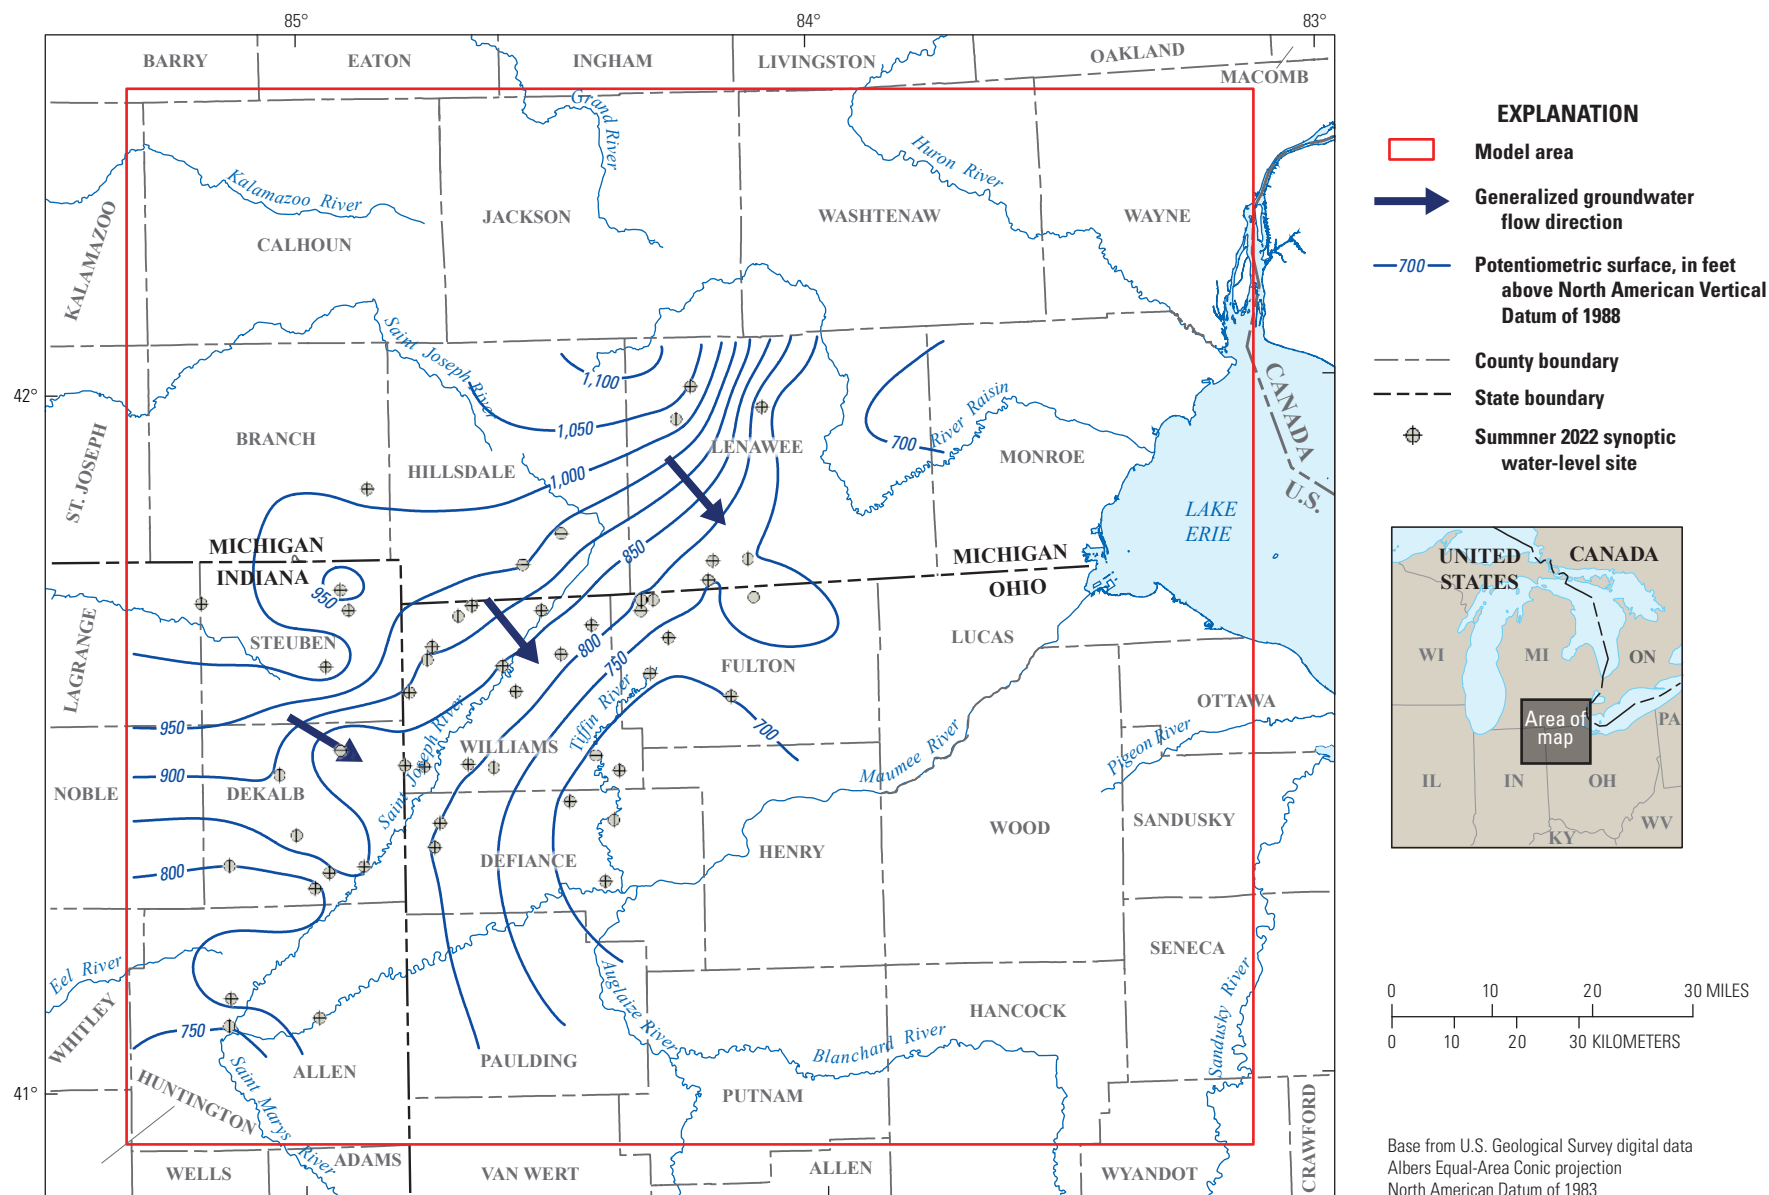 85°
84°
83°
BARRY
EATON
INGHAM
LIVINGSTON
OAKLAND
MACOMB
Grand River
Huron River
Kalamazoo River
KALAMAZOO
CALHOUN
JACKSON
WASHTENAW
WAYNE
Saint Joseph River
1,100
42°
1,050
CANADA
U.S.
River Raisin
700
ST. JOSEPH
BRANCH
HILLSDALE
LENAWEE
MONROE
1,000
LAKE
ERIE
850
MICHIGAN
INDIANA
MICHIGAN
OHIO
950
LAGRANGE
STEUBEN
800
750
FULTON
LUCAS
OTTAWA
950
700
Tiffin River
Saint Joseph River
WILLIAMS
Maumee River
Pigeon River
900
NOBLE
DEKALB
DEFIANCE
HENRY
WOOD
SANDUSKY
800
SENECA
Eel River
WHITLEY
Auglaize River
HANCOCK
Sandusky River
750
Blanchard River
41°
ALLEN
PAULDING
PUTNAM
HUNTINGTON
Saint Marys River
CRAWFORD
WELLS
ADAMS
VAN WERT
ALLEN
WYANDOT
EXPLANATION
Model area
Generalized groundwater
flow direction
700
Potentiometric surface, in feet
above North American Vertical
Datum of 1988
County boundary
State boundary
Summner 2022 synoptic
water-level site
UNITED
STATES
CANADA
WI
MI
ON
Area of
map
PA
IL
IN
OH
WV
KY
0 10 20 30 MILES
0 10 20 30 KILOMETERS
Base from U.S. Geological Survey digital data
Albers Equal-Area Conic projection
North American Datum of 1983